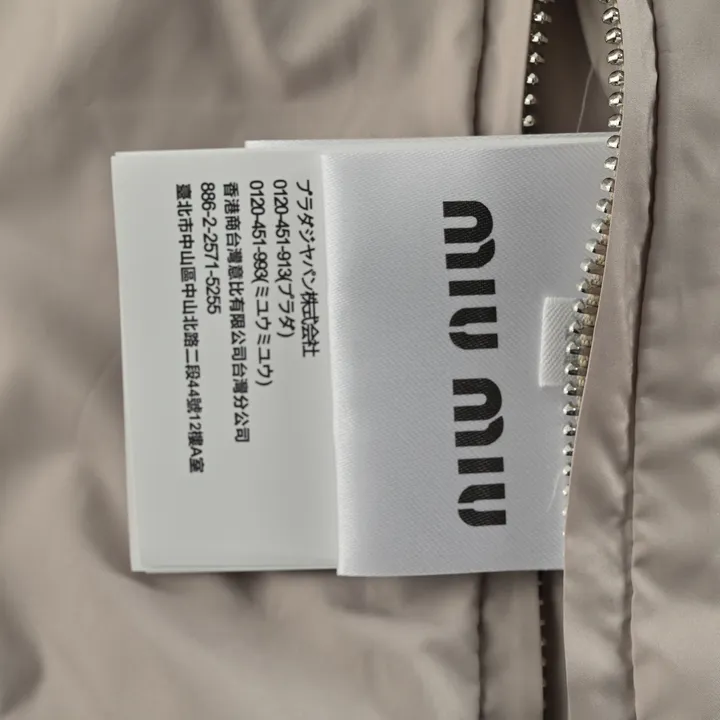 プラダジャパン株式会社
0120-451-913(プラダ)
0120-451-993(ミュウミュウ)
香港商台灣意比有限公司台灣分公司
886-2-2571-5255
臺北市中山區中山北路二段44號12樓A室
miu miu